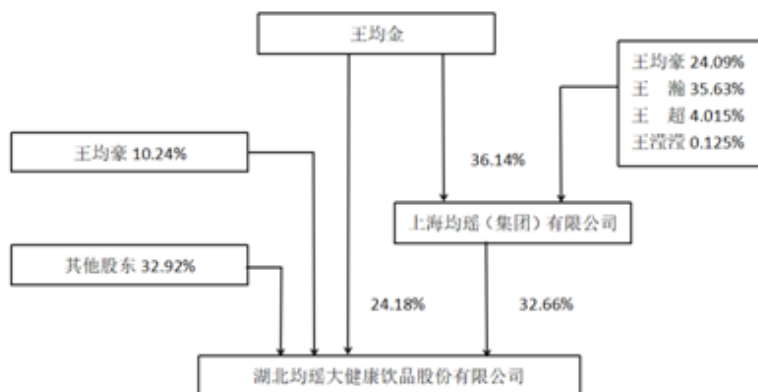 王均金
王均豪 24.09%
王　瀚 35.63%
王　超 4.015%
王滢滢 0.125%
王均豪 10.24%
36.14%
上海均瑶（集团）有限公司
其他股东 32.92%
24.18%
32.66%
湖北均瑶大健康饮品股份有限公司